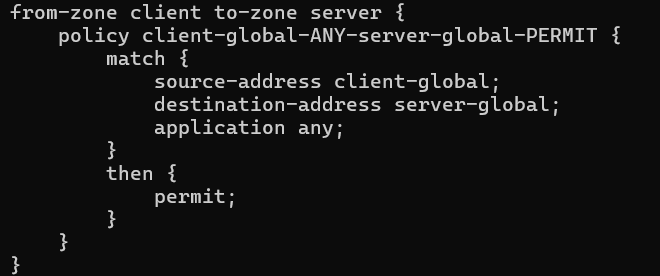 from-zone client to-zone server {
    policy client-global-ANY-server-global-PERMIT {
        match {
            source-address client-global;
            destination-address server-global;
            application any;
        }
        then {
            permit;
        }
    }
}